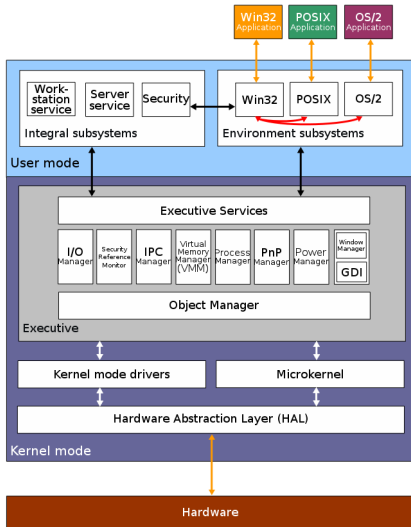 Win32
Application
POSIX
Application
OS/2
Application
Work-
station
service
Server
service
Security
Integral subsystems
Win32
POSIX
OS/2
Environment subsystems
User mode
Executive Services
I/O
Manager
Security
Reference
Monitor
IPC
Manager
Virtual
Memory
Manager
(VMM)
Process
Manager
PnP
Manager
Power
Manager
Window
Manager
GDI
Object Manager
Executive
Kernel mode drivers
Microkernel
Hardware Abstraction Layer (HAL)
Kernel mode
Hardware